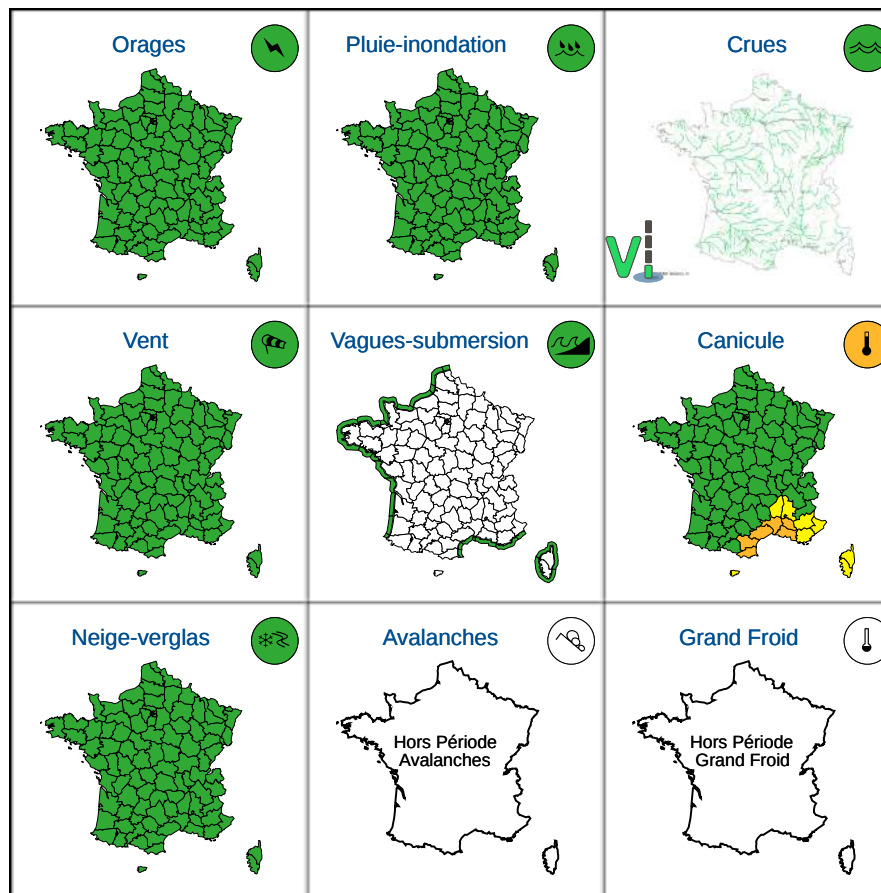 Orages
Pluie-inondation
Crues
Vi
Vent
Vagues-submersion
Canicule
Neige-verglas
Avalanches
Grand Froid
Hors Période
Avalanches
Hors Période
Grand Froid